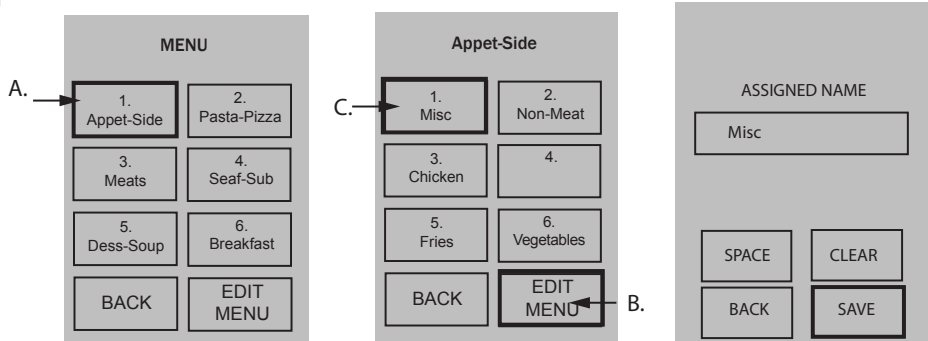 A.
MENU
1.
Appet-Side
2.
Pasta-Pizza
3.
Meats
4.
Seaf-Sub
5.
Dess-Soup
6.
Breakfast
BACK
EDIT
MENU
C.
Appet-Side
1.
Misc
2.
Non-Meat
3.
Chicken
4.
5.
Fries
6.
Vegetables
BACK
EDIT
MENU
B.
ASSIGNED NAME
Misc
SPACE
CLEAR
BACK
SAVE